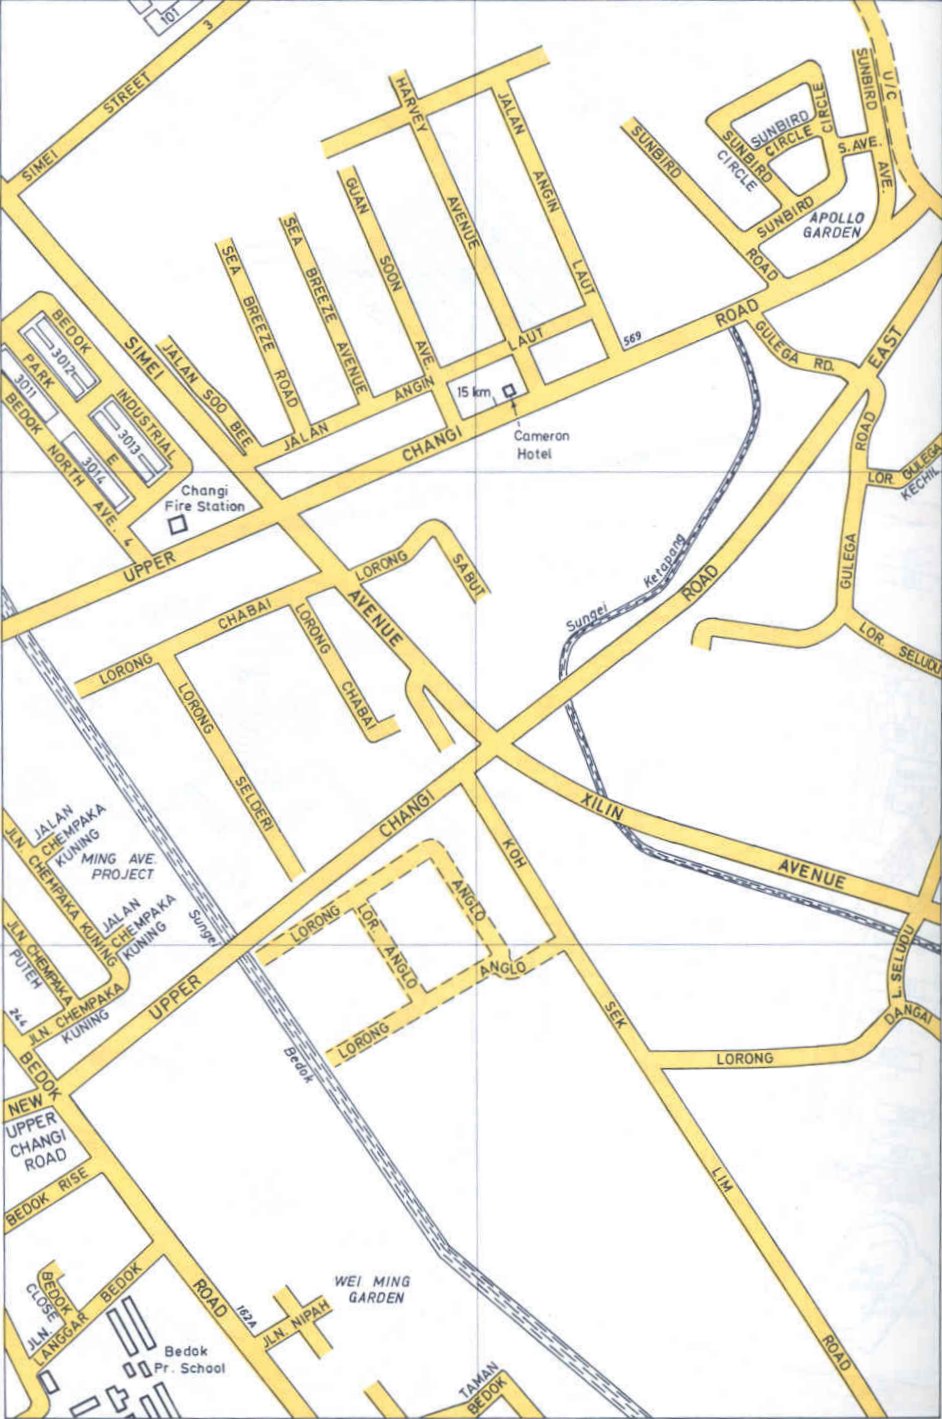 101
SIMEI STREET 3
HARVEY AVENUE
JALAN ANGIN LAUT
SUNBIRD ROAD
SUNBIRD CIRCLE
SUNBIRD CIRCLE
SUNBIRD
CIRCLE
SUNBIRD
CIRCLE
S. AVE.
SUNBIRD AVE.
U/C
APOLLO
GARDEN
GUAN SOON AVE.
SEA BREEZE AVENUE
SEA BREEZE ROAD
JALAN SOO BEE
JALAN ANGIN LAUT
569
15 km
Cameron
Hotel
UPPER CHANGI ROAD
GULEGA RD.
EAST
GULEGA ROAD
LOR GULEGA
KECHIL
LOR. SELUDU
BEDOK INDUSTRIAL
PARK E
3012
3011
3013
3014
BEDOK NORTH AVE. 4
Changi
Fire Station
SIMEI AVENUE
LORONG SABUT
LORONG CHABAI
LORONG CHABAI
LORONG SELDERI
Sungei Ketapang
UPPER CHANGI ROAD
XILIN AVENUE
KOH SEK LIM ROAD
JALAN
CHEMPAKA
KUNING
JLN. CHEMPAKA KUNING
MING AVE.
PROJECT
JALAN
CHEMPAKA
KUNING
JLN CHEMPAKA
PUTEH
JLN. CHEMPAKA
KUNING
244
Sungei Bedok
LORONG ANGLO
LOR. ANGLO
LORONG ANGLO
L. SELUDU
DANGAI
LORONG
NEW
UPPER
CHANGI
ROAD
BEDOK ROAD
BEDOK RISE
BEDOK
CLOSE
JLN.
LANGGAR BEDOK
162A
JLN. NIPAH
WEI MING
GARDEN
Bedok
Pr. School
TAMAN
BEDOK